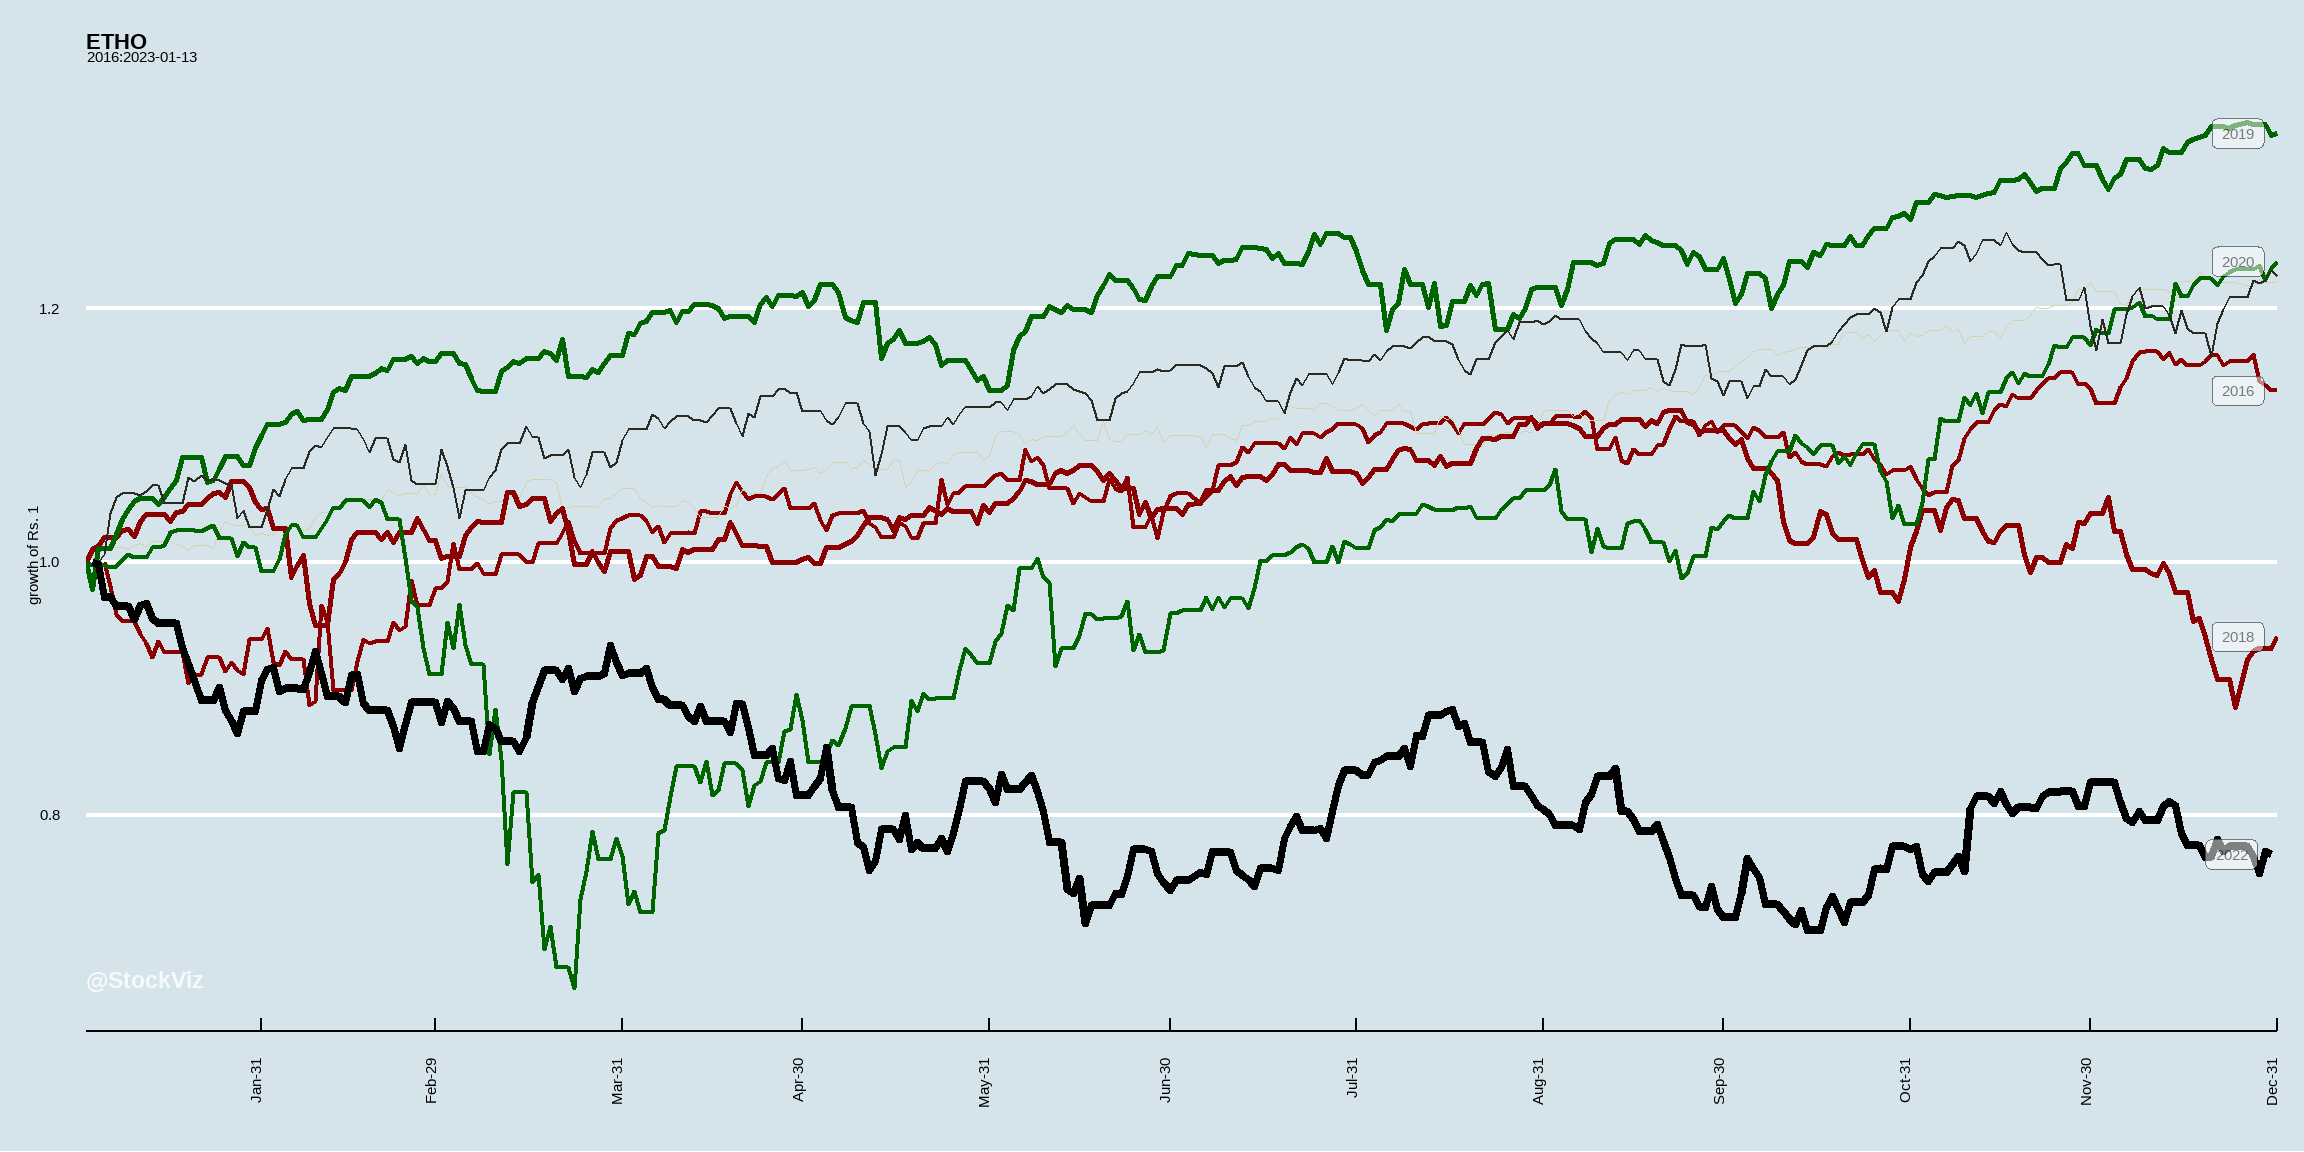 ETHO
2016:2023-01-13
growth of Rs. 1
1.2
1.0
0.8
2019
2020
2016
2018
2022
@StockViz
Jan-31
Feb-29
Mar-31
Apr-30
May-31
Jun-30
Jul-31
Aug-31
Sep-30
Oct-31
Nov-30
Dec-31